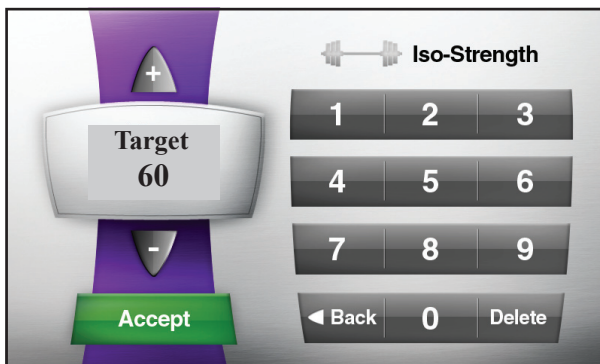 Iso-Strength
+
Target
60
-
Accept
1 2 3
4 5 6
7 8 9
Back 0 Delete